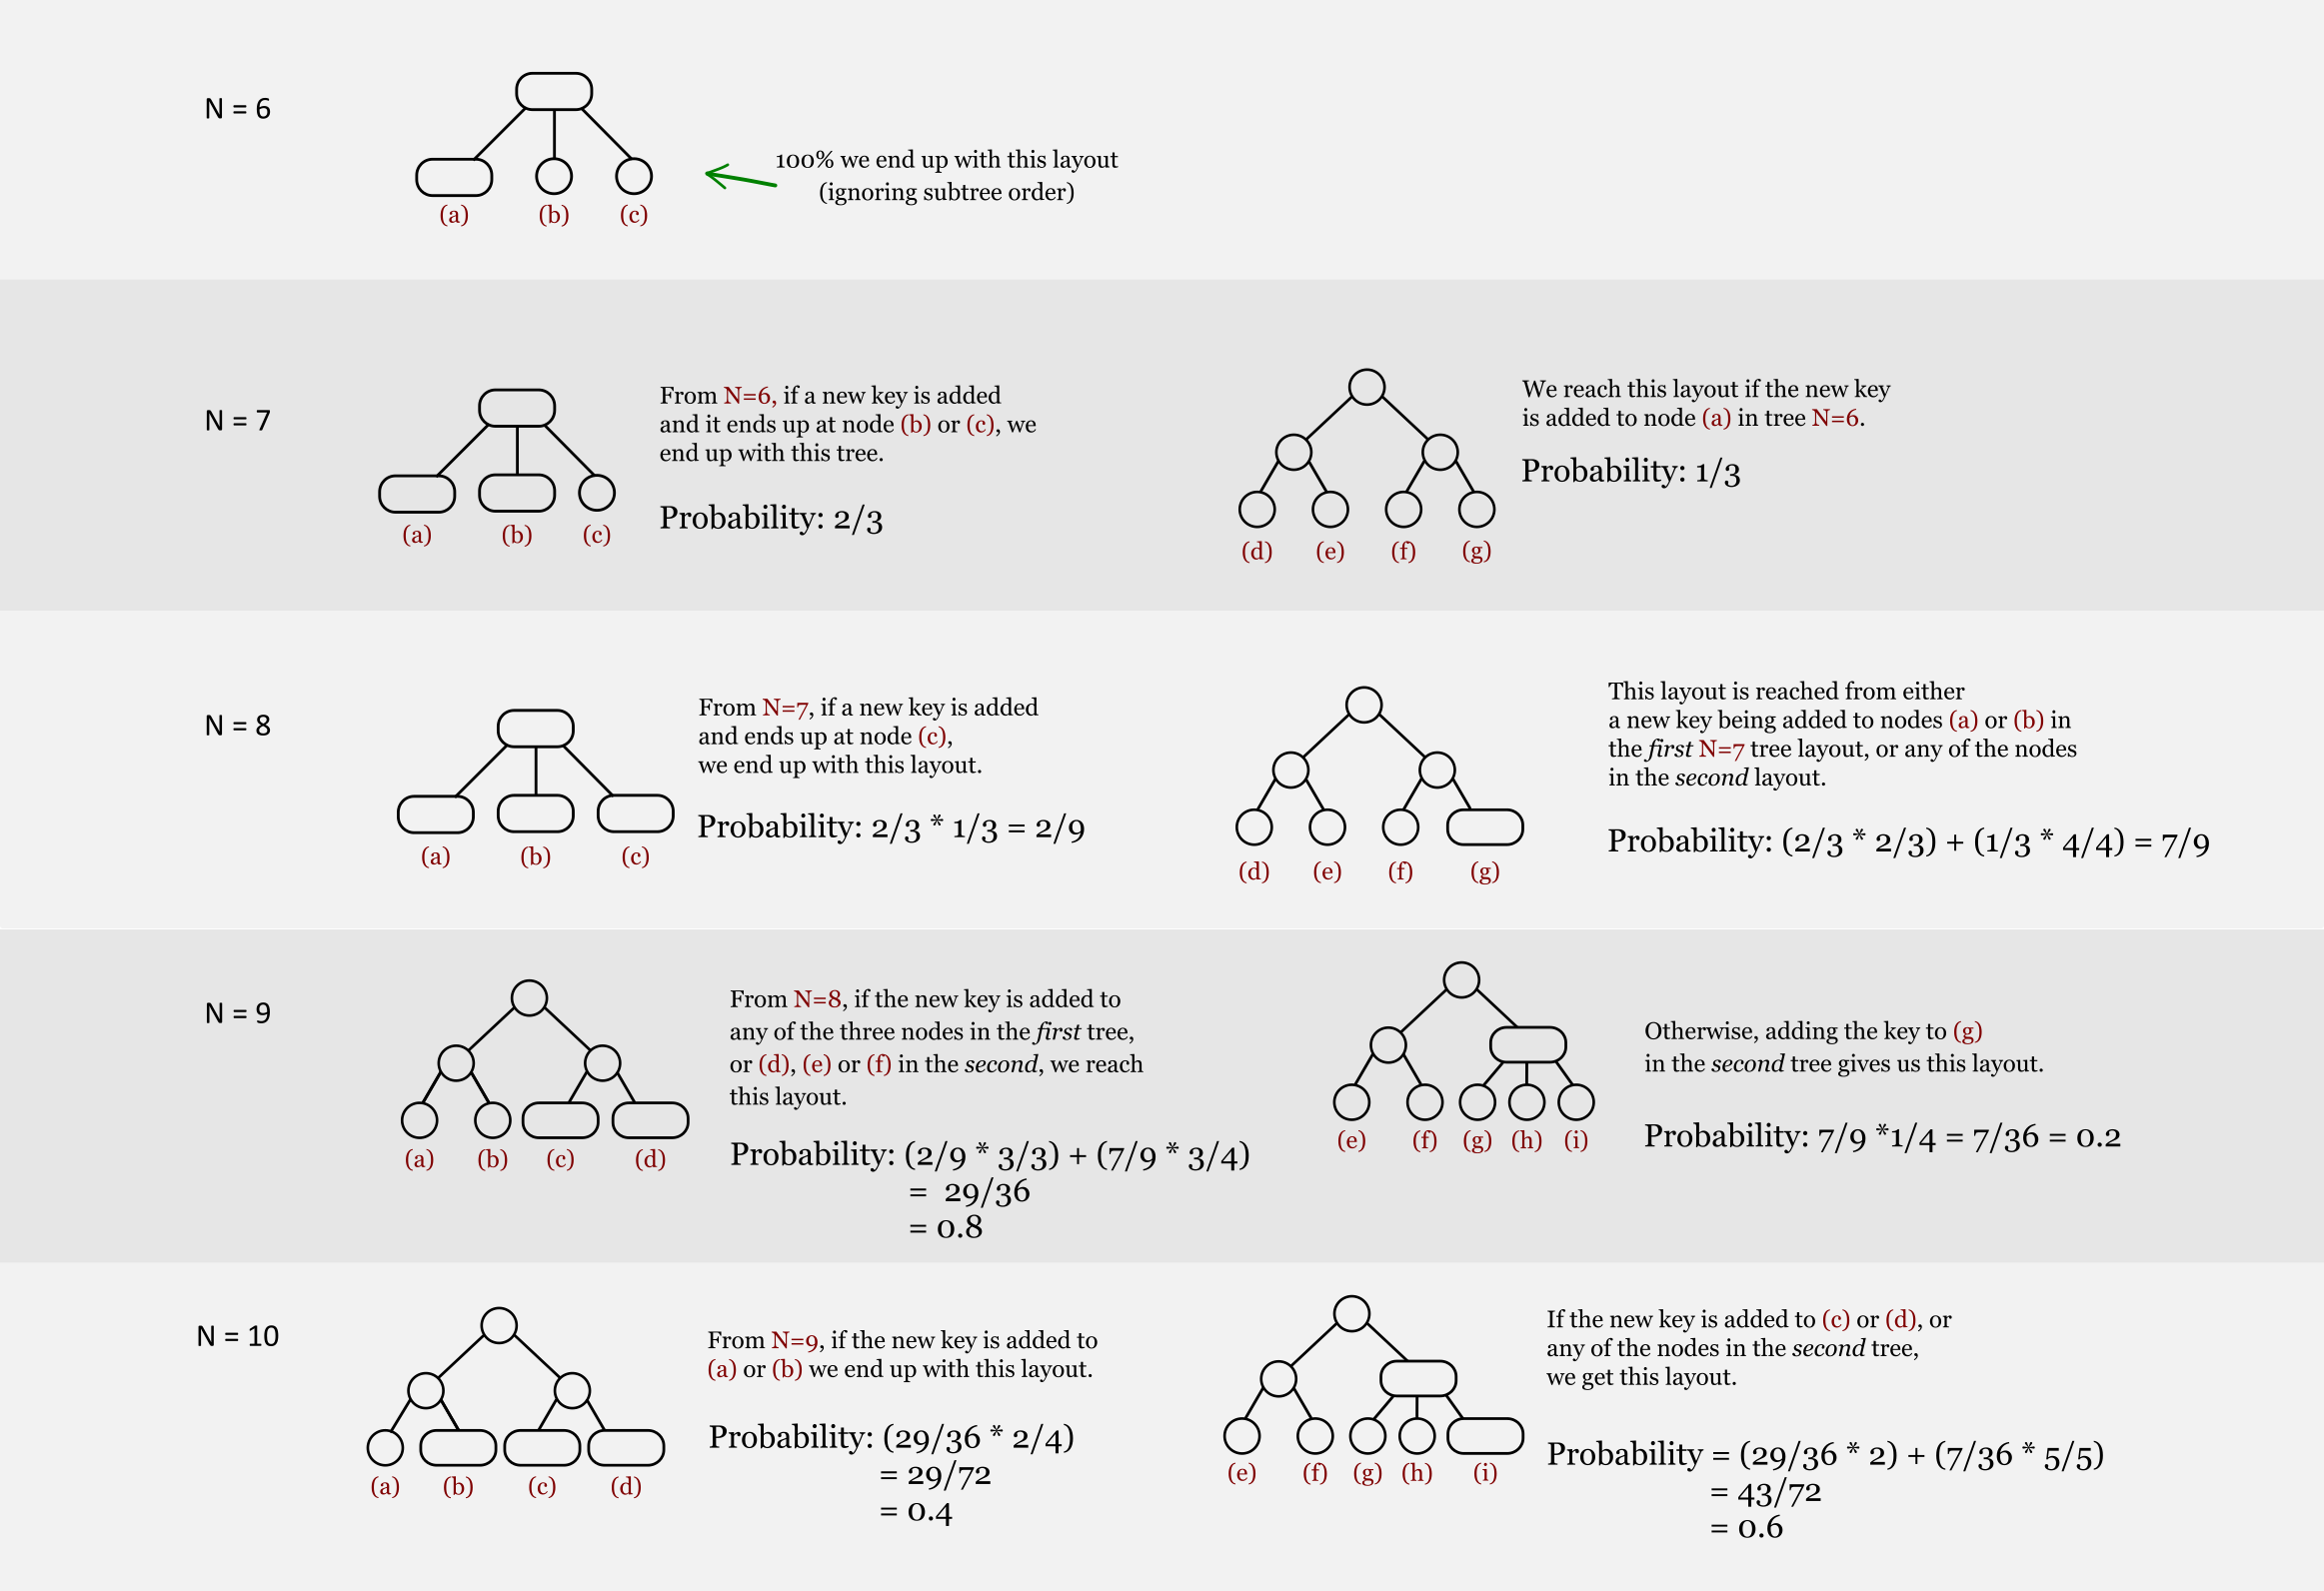 N = 6
100% we end up with this layout
(ignoring subtree order)
(a) (b) (c)
N = 7
From N=6, if a new key is added
and it ends up at node (b) or (c), we
end up with this tree.
Probability: 2/3
(a) (b) (c)
We reach this layout if the new key
is added to node (a) in tree N=6.
Probability: 1/3
(d) (e) (f) (g)
N = 8
From N=7, if a new key is added
and ends up at node (c),
we end up with this layout.
Probability: 2/3 * 1/3 = 2/9
(a) (b) (c)
This layout is reached from either
a new key being added to nodes (a) or (b) in
the first N=7 tree layout, or any of the nodes
in the second layout.
Probability: (2/3 * 2/3) + (1/3 * 4/4) = 7/9
(d) (e) (f) (g)
N = 9
From N=8, if the new key is added to
any of the three nodes in the first tree,
or (d), (e) or (f) in the second, we reach
this layout.
Probability: (2/9 * 3/3) + (7/9 * 3/4)
= 29/36
= 0.8
(a) (b) (c) (d)
Otherwise, adding the key to (g)
in the second tree gives us this layout.
Probability: 7/9 *1/4 = 7/36 = 0.2
(e) (f) (g) (h) (i)
N = 10
From N=9, if the new key is added to
(a) or (b) we end up with this layout.
Probability: (29/36 * 2/4)
= 29/72
= 0.4
(a) (b) (c) (d)
If the new key is added to (c) or (d), or
any of the nodes in the second tree,
we get this layout.
Probability = (29/36 * 2) + (7/36 * 5/5)
= 43/72
= 0.6
(e) (f) (g) (h) (i)